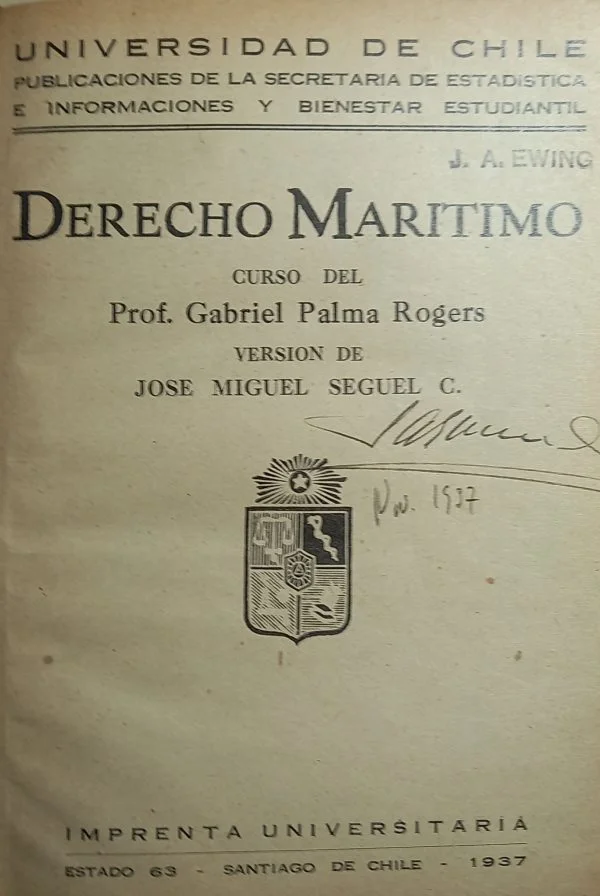 UNIVERSIDAD DE CHILE
PUBLICACIONES DE LA SECRETARIA DE ESTADISTICA
E INFORMACIONES Y BIENESTAR ESTUDIANTIL
J. A. EWING
DERECHO MARITIMO
CURSO DEL
Prof. Gabriel Palma Rogers
VERSION DE
JOSE MIGUEL SEGUEL C.
Nov. 1937
IMPRENTA UNIVERSITARIA
ESTADO 63 - SANTIAGO DE CHILE - 1937